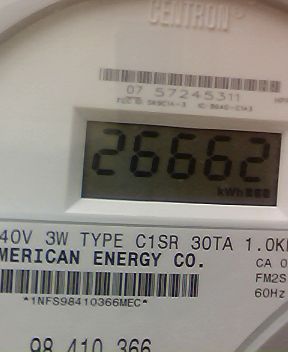 CENTRON®
07 57245311
26662
kWh
40V 3W TYPE C1SR 30TA 1.0K
MERICAN ENERGY CO.
CA 0
FM2S
*1NFS98410366MEC*
60Hz
98 410 366